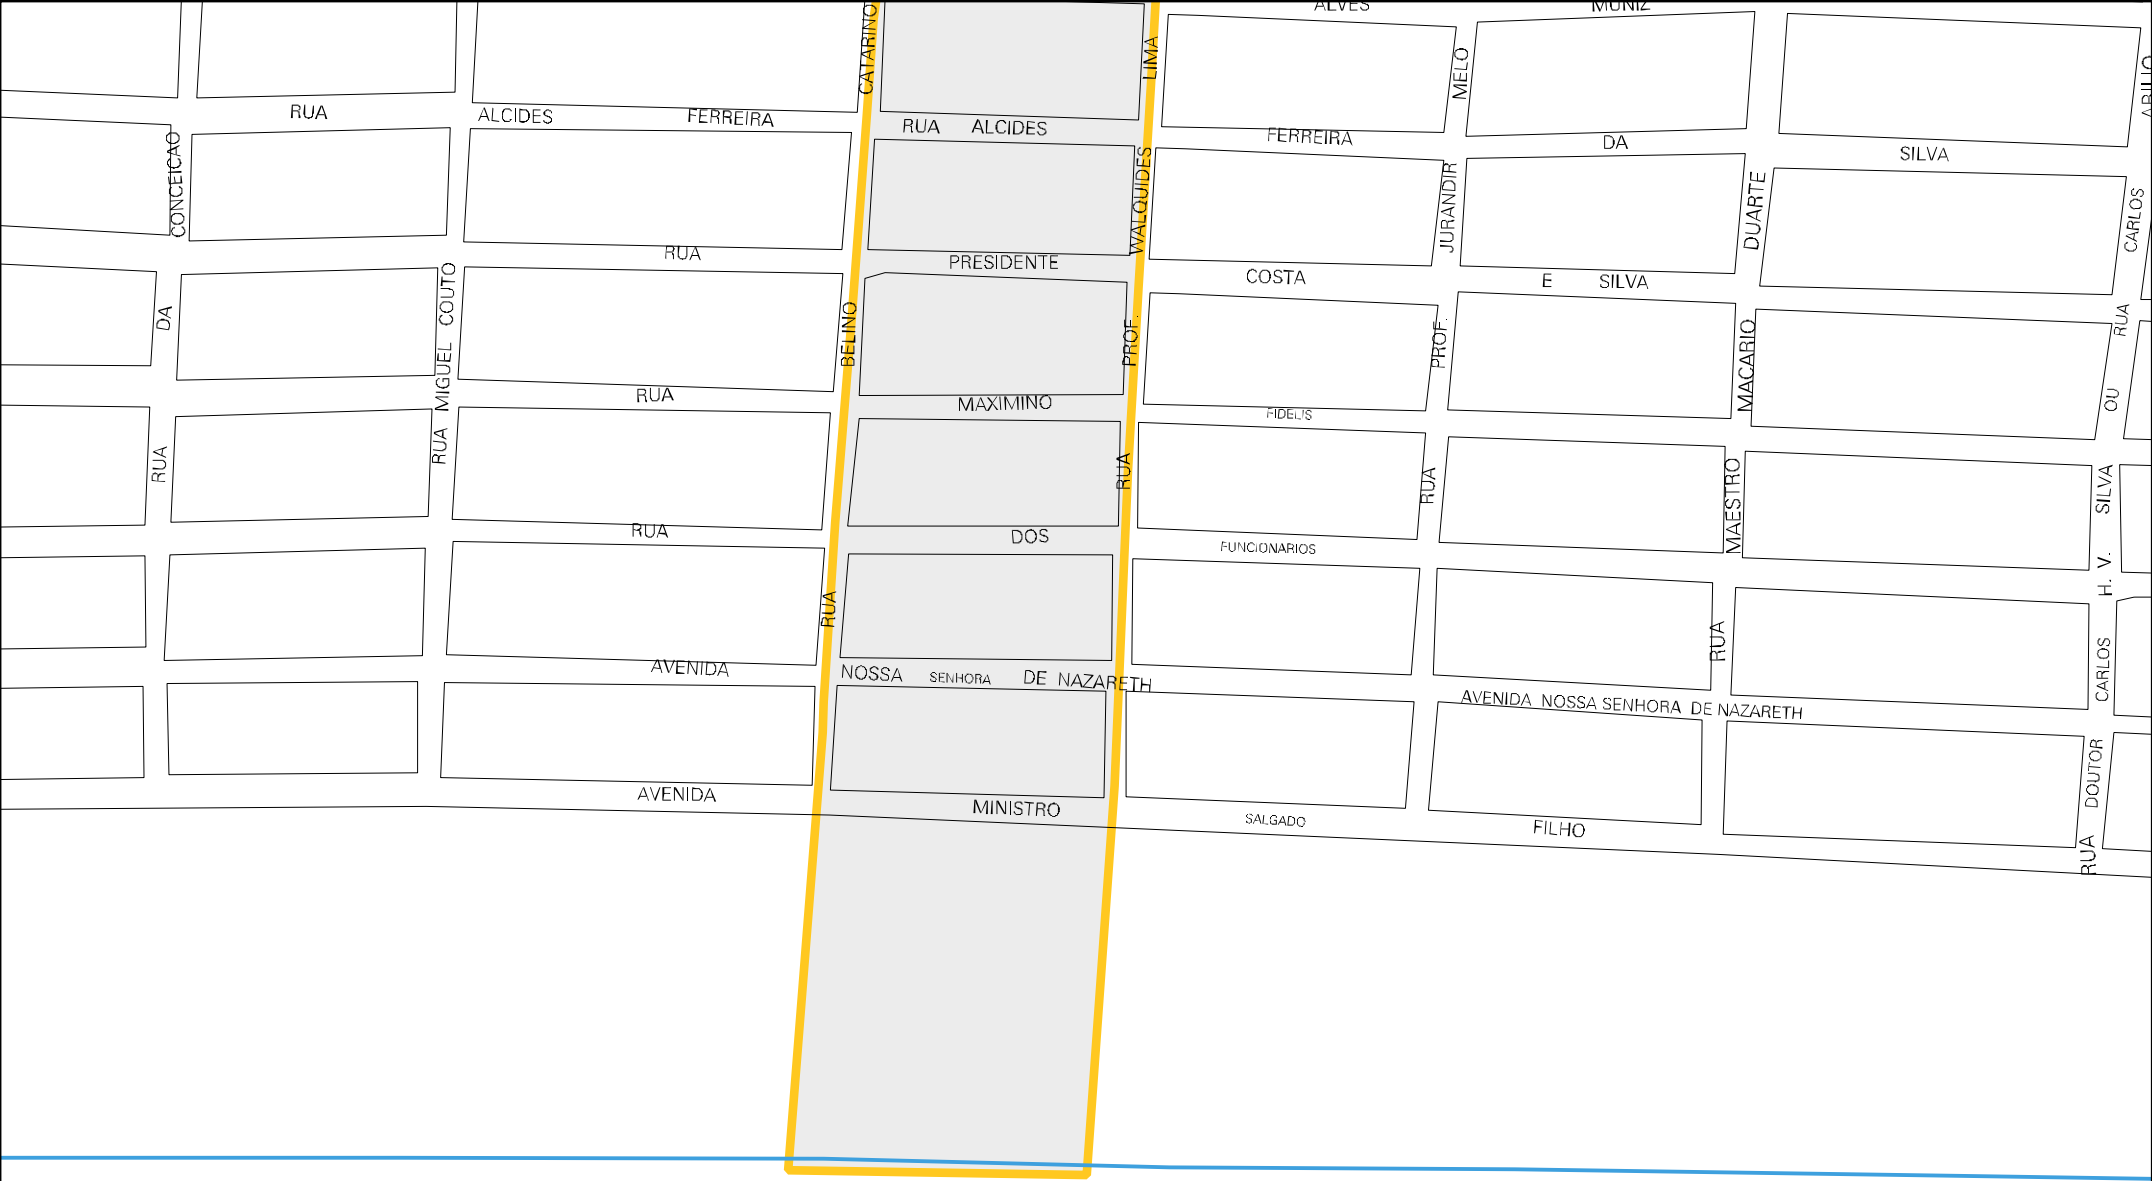 ALVES MUNIZ
RUA ALCIDES FERREIRA RUA ALCIDES FERREIRA DA SILVA
RUA PRESIDENTE COSTA E SILVA
RUA MAXIMINO FIDELIS
RUA DOS FUNCIONARIOS
AVENIDA NOSSA SENHORA DE NAZARETH
AVENIDA NOSSA SENHORA DE NAZARETH
AVENIDA MINISTRO SALGADO FILHO
RUA DA CONCEICAO
RUA MIGUEL COUTO
RUA BELINO CATARINO
RUA PROF. WALQUIDES LIMA
RUA PROF. JURANDIR MELO
RUA MAESTRO MACARIO DUARTE
RUA DOUTOR CARLOS H. V. SILVA OU RUA CARLOS